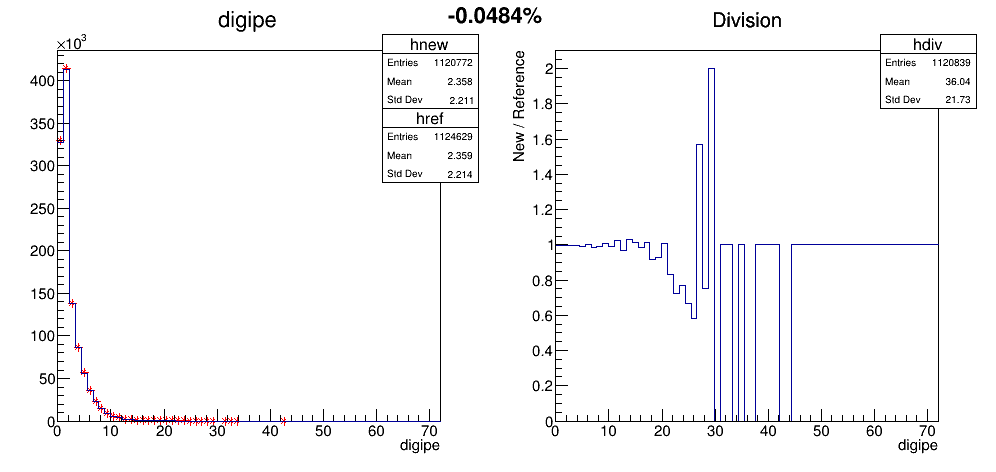 -0.0484%
digipe
×10³
400
350
300
250
200
150
100
50
0
0 10 20 30 40 50 60 70
digipe
hnew
Entries 1120772
Mean 2.358
Std Dev 2.211
href
Entries 1124629
Mean 2.359
Std Dev 2.214
Division
New / Reference
2
1.8
1.6
1.4
1.2
1
0.8
0.6
0.4
0.2
0
0 10 20 30 40 50 60 70
digipe
hdiv
Entries 1120839
Mean 36.04
Std Dev 21.73